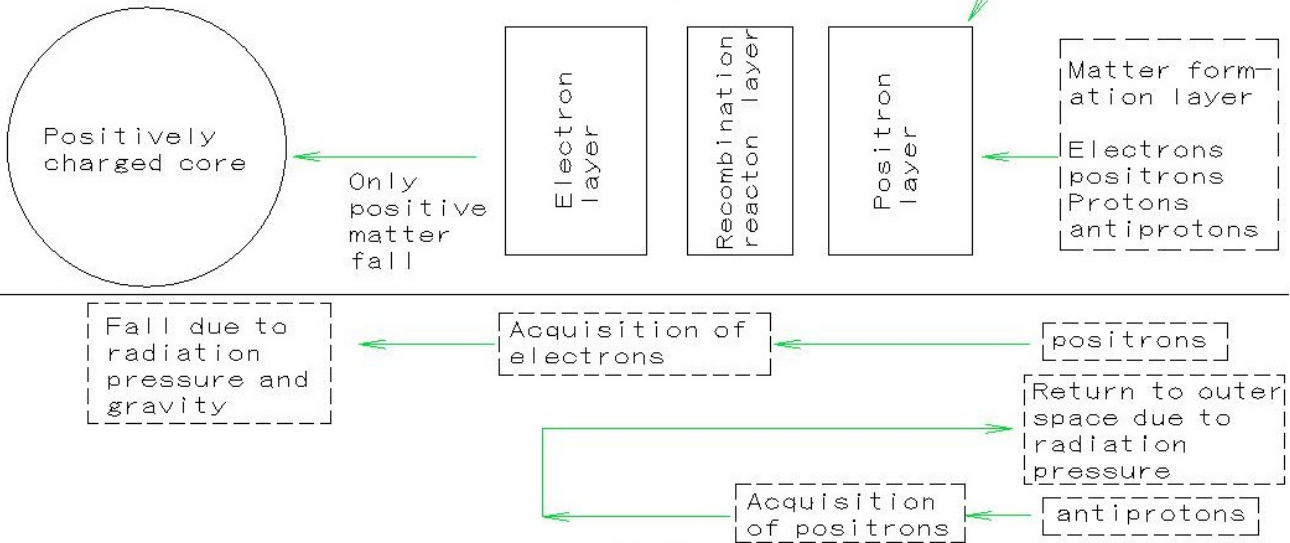 Positively
charged core
Only
positive
matter
fall
Electron
layer
Recombination
reacton layer
Positron
layer
Matter form-
ation layer
Electrons
positrons
Protons
antiprotons
Fall due to
radiation
pressure and
gravity
Acquisition of
electrons
positrons
Return to outer
space due to
radiation
pressure
Acquisition
of positrons
antiprotons